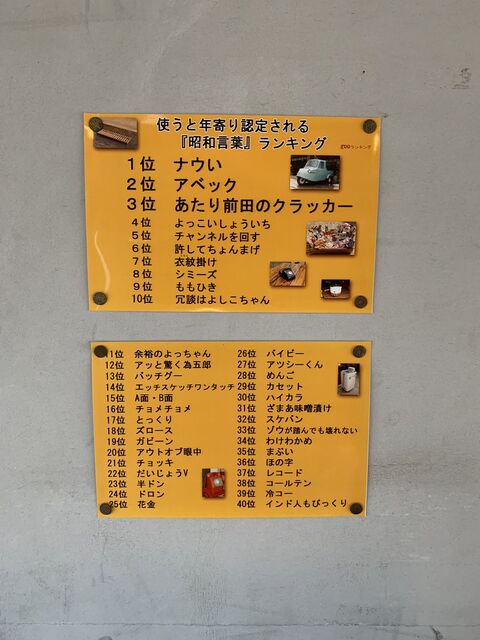 使うと年寄り認定される
『昭和言葉』ランキング
gooランキング
1位 ナウい
2位 アベック
3位 あたり前田のクラッカー
4位 よっこいしょういち
5位 チャンネルを回す
6位 許してちょんまげ
7位 衣紋掛け
8位 シミーズ
9位 ももひき
10位 冗談はよしこちゃん
11位 余裕のよっちゃん
12位 アッと驚く為五郎
13位 バッチグー
14位 エッチスケッチワンタッチ
15位 A面・B面
16位 チョメチョメ
17位 とっくり
18位 ズロース
19位 ガビーン
20位 アウトオブ眼中
21位 チョッキ
22位 だいじょうV
23位 半ドン
24位 ドロン
25位 花金
26位 バイビー
27位 アツシーくん
28位 めんご
29位 カセット
30位 ハイカラ
31位 ざまあ味噌漬け
32位 スケバン
33位 ゾウが踏んでも壊れない
34位 わけわかめ
35位 まぶい
36位 ほの字
37位 レコード
38位 コールテン
39位 冷コー
40位 インド人もびっくり